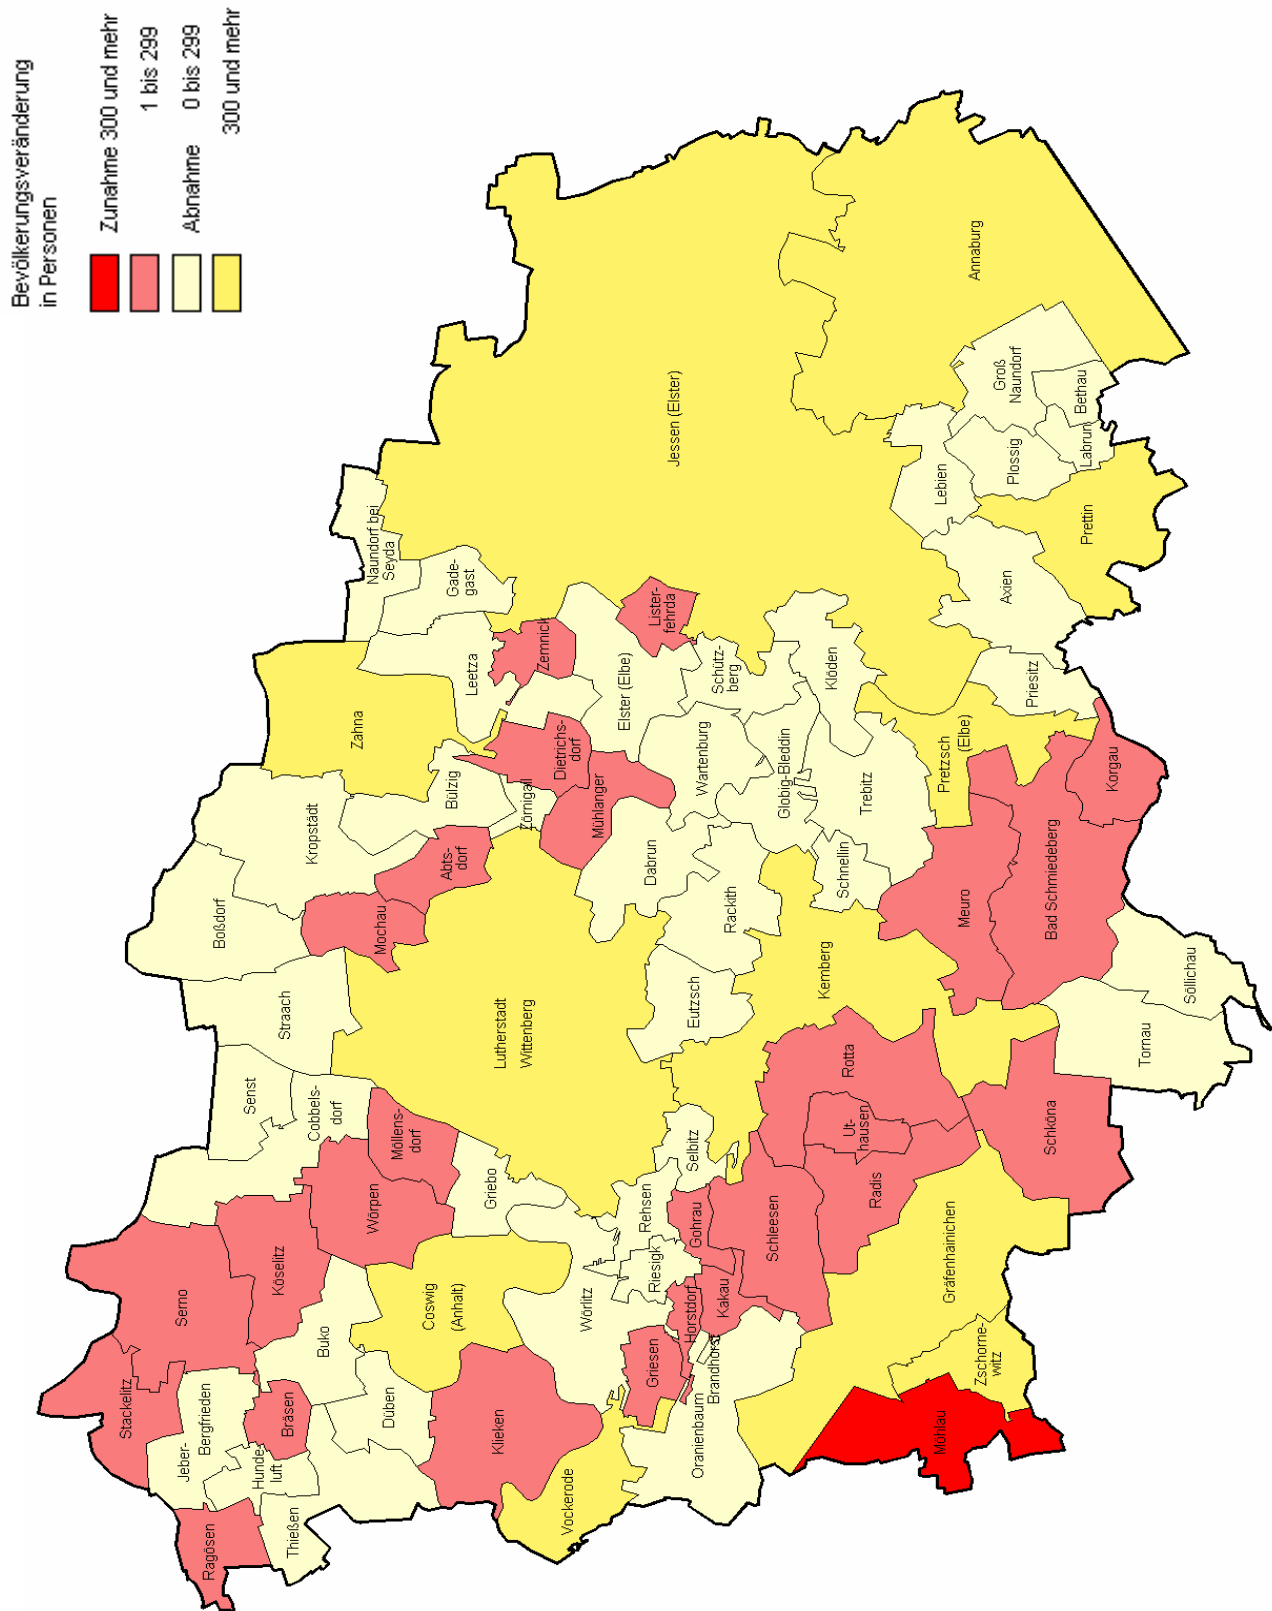 Bevölkerungsveränderung
in Personen
Zunahme 300 und mehr
1 bis 299
Abnahme 0 bis 299
300 und mehr
Ragösen
Stackelitz
Serno
Thießen
Jeber-
Bergfrieden
Hunde-
luft
Bräsen
Köselitz
Buko
Senst
Cobbels-
dorf
Wörpen
Möllens-
dorf
Düben
Coswig
(Anhalt)
Griebo
Klieken
Vockerode
Wörlitz
Griesen
Riesigk
Rehsen
Horstdorf
Gohrau
Kakau
Brandhorst
Oranienbaum
Selbitz
Schleesen
Radis
Ut-
hausen
Rotta
Gräfenhainichen
Zschorne-
witz
Möhlau
Schköna
Tornau
Söllichau
Straach
Boßdorf
Kropstädt
Mochau
Abts-
dorf
Lutherstadt
Wittenberg
Eutzsch
Kemberg
Rackith
Dabrun
Zahna
Bülzig
Zörnigall
Dietrichs-
dorf
Mühlanger
Leetza
Zemnick
Elster (Elbe)
Lister-
fehrda
Gade-
gast
Naundorf bei
Seyda
Wartenburg
Schütz-
berg
Globig-Bleddin
Klöden
Trebitz
Schnellin
Meuro
Bad Schmiedeberg
Korgau
Pretzsch
(Elbe)
Priesitz
Jessen (Elster)
Annaburg
Groß
Naundorf
Bethau
Labrun
Plossig
Lebien
Axien
Prettin